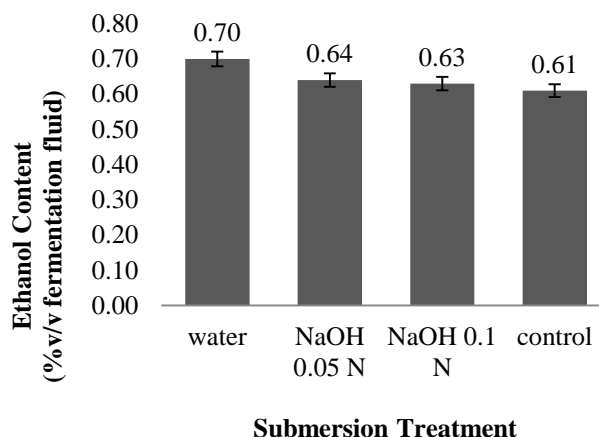 Ethanol Content
(%v/v fermentation fluid)
0.80
0.70
0.60
0.50
0.40
0.30
0.20
0.10
0.00
0.70
0.64
0.63
0.61
water
NaOH
0.05 N
NaOH 0.1
N
control
Submersion Treatment